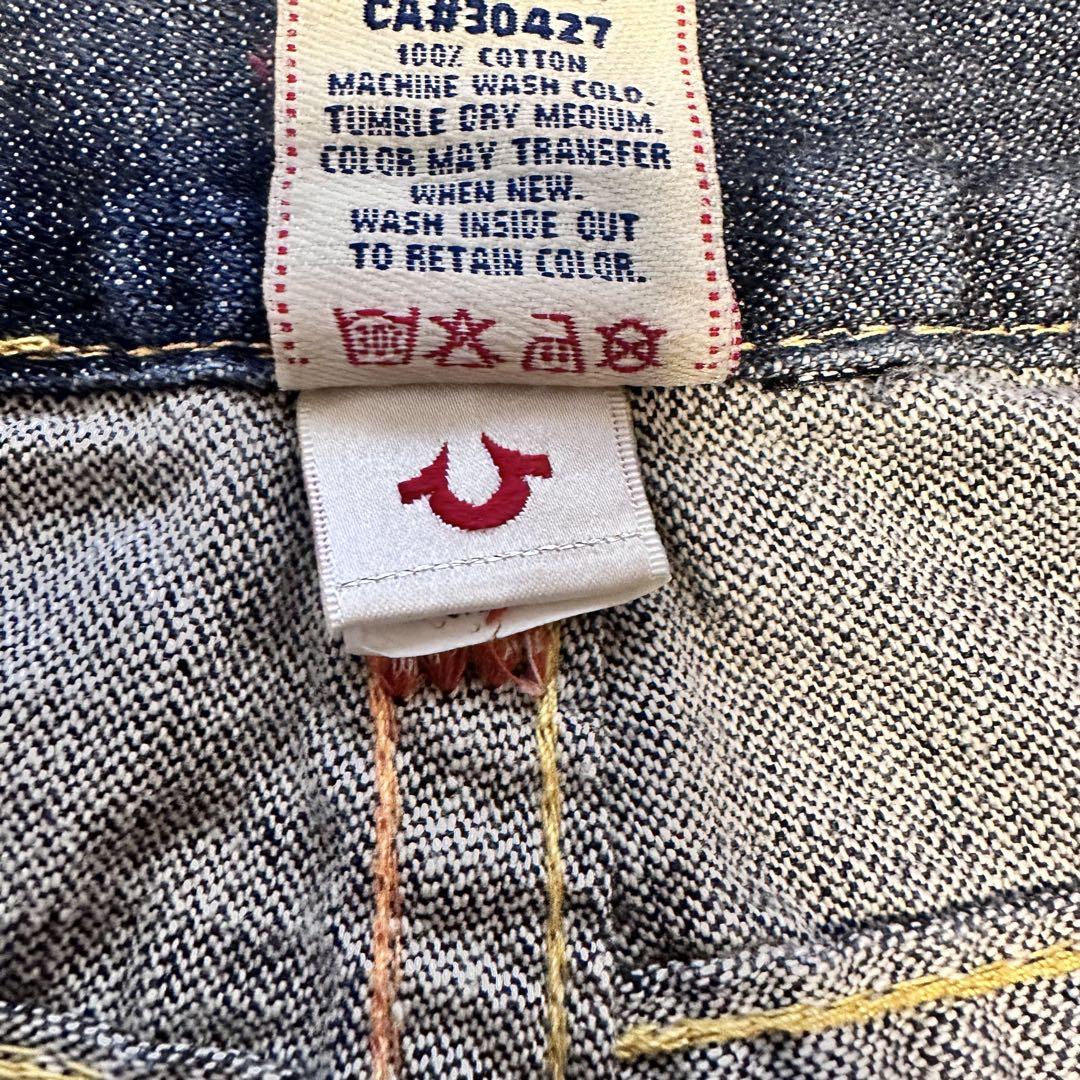 CA#30427
100% COTTON
MACHINE WASH COLD.
TUMBLE DRY MEDIUM.
COLOR MAY TRANSFER
WHEN NEW.
WASH INSIDE OUT
TO RETAIN COLOR.